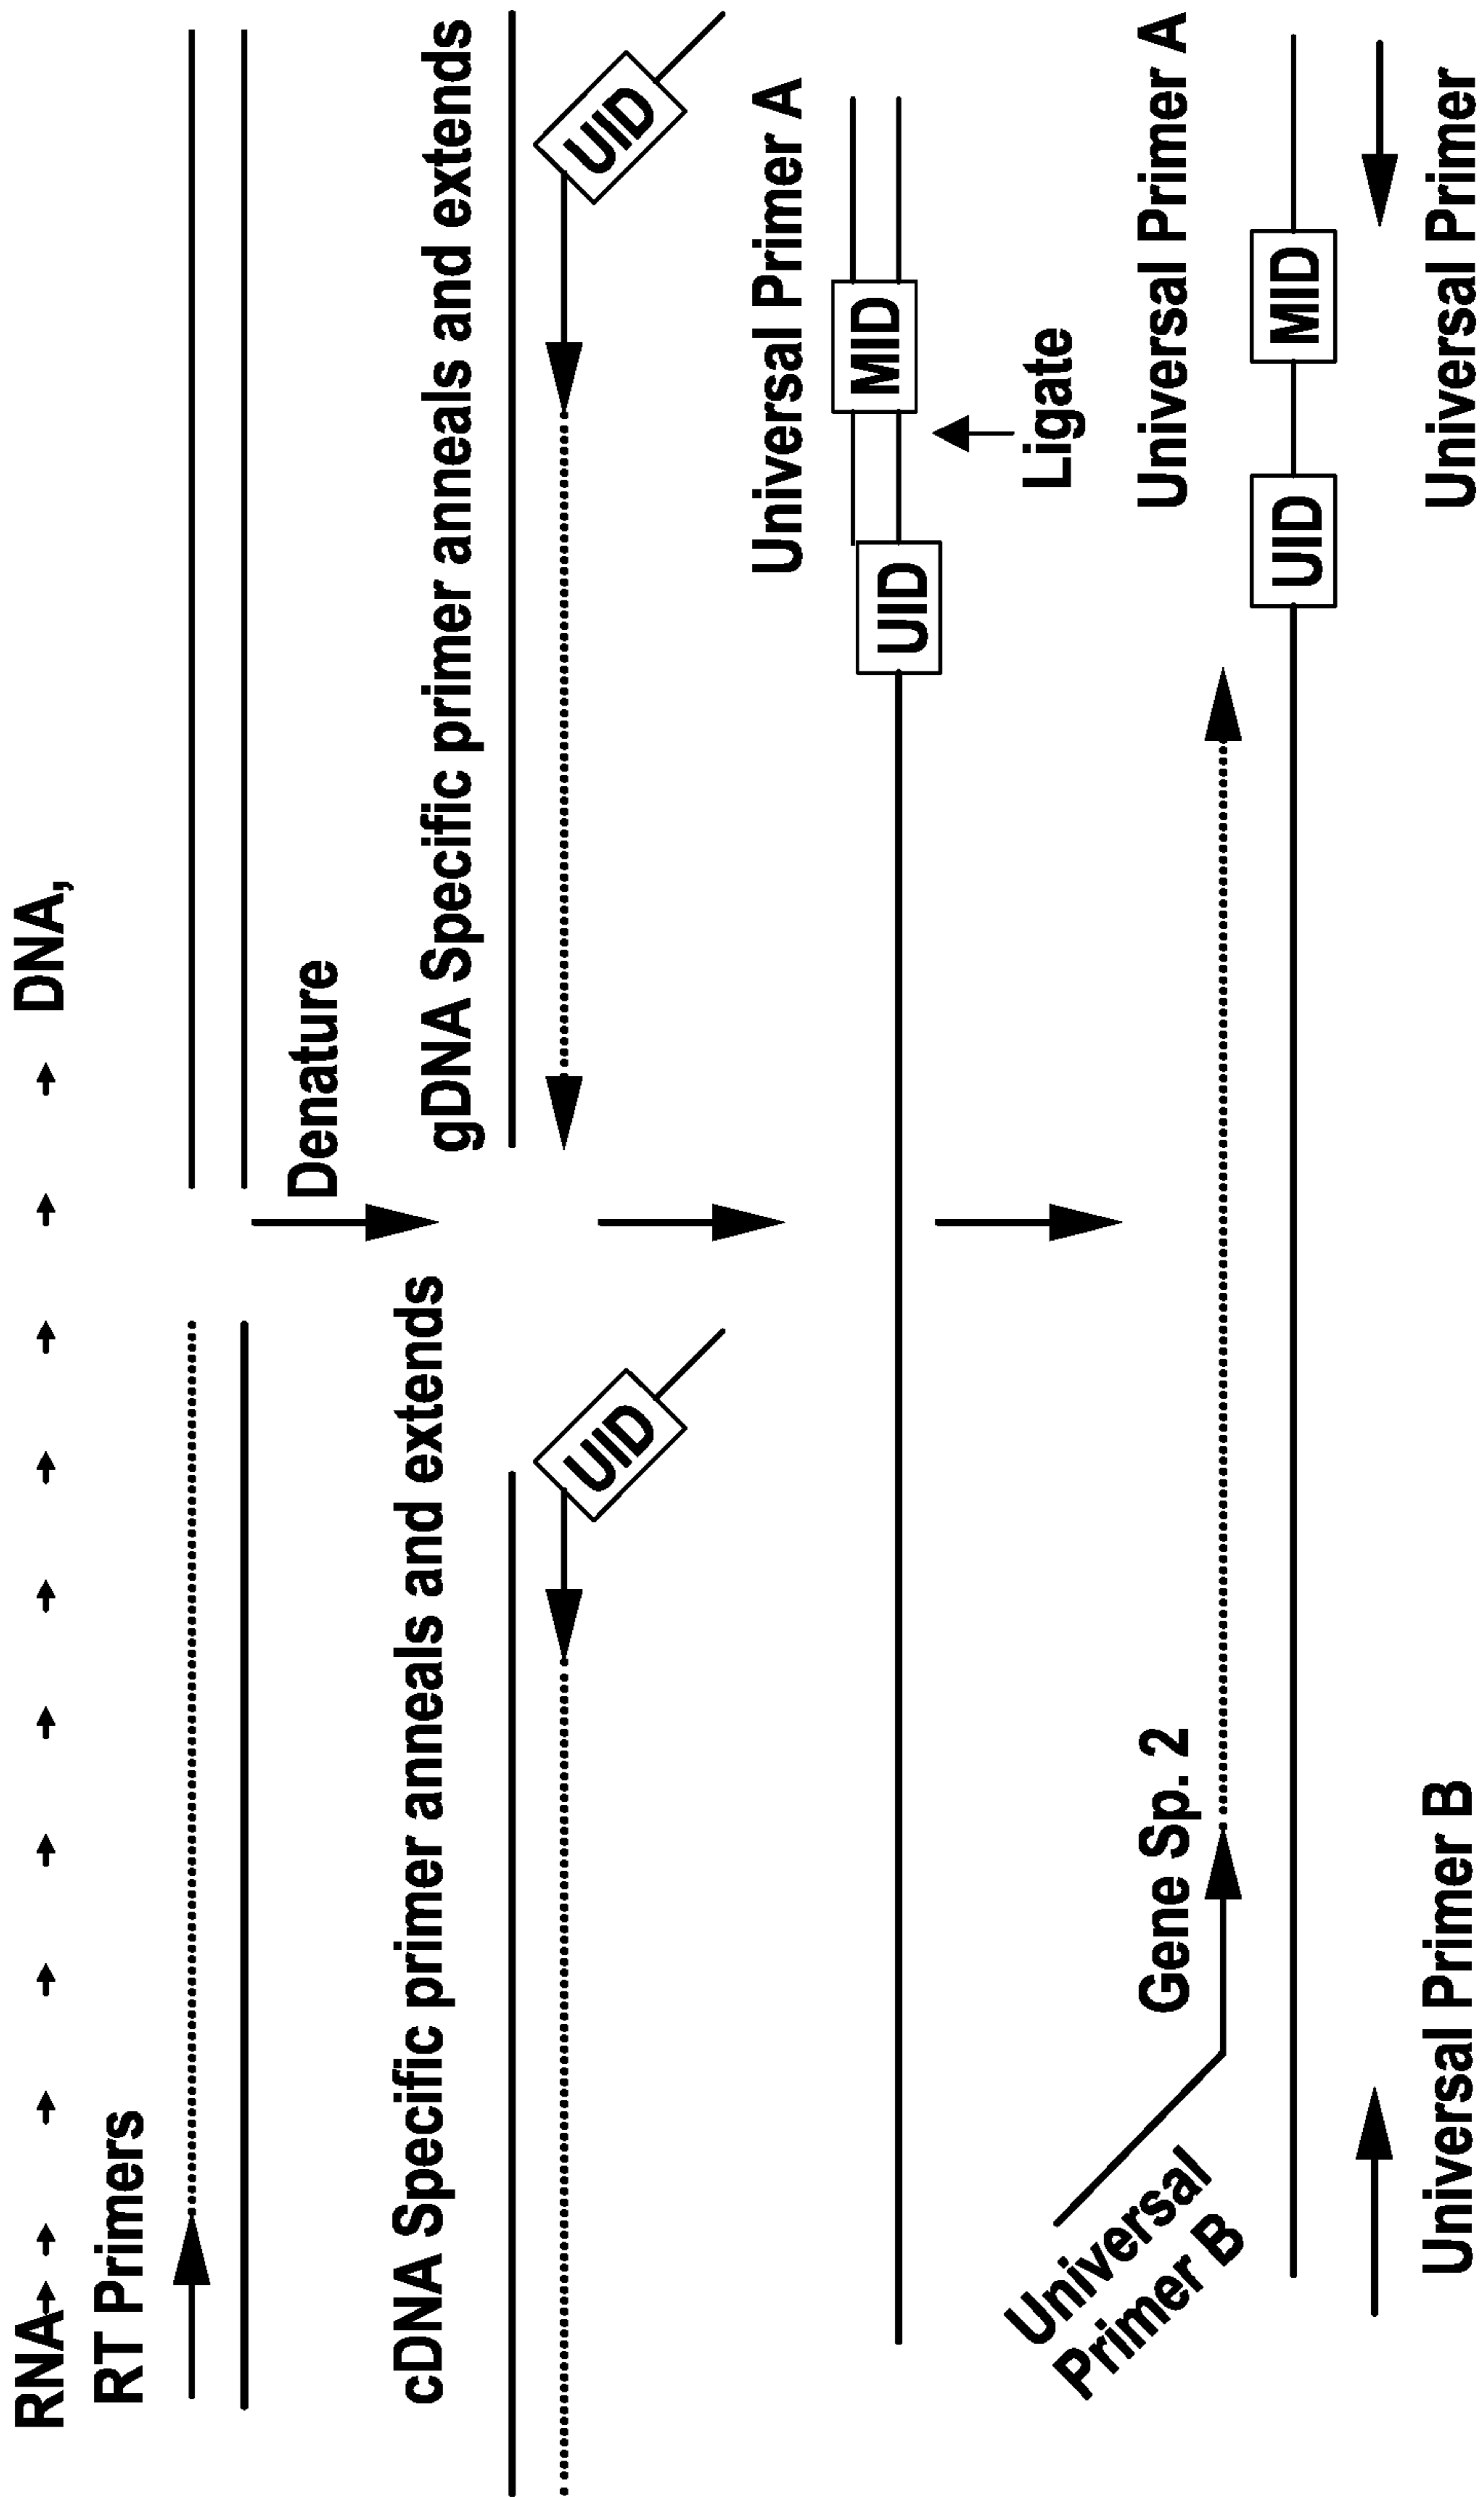 RNA DNA,
RT Primers
Denature
cDNA Specific primer anneals and extends
gDNA Specific primer anneals and extends
UID
UID
Universal Primer A
UID
MID
Ligate
Universal
Primer B
Gene Sp. 2
Universal Primer A
UID
MID
Universal Primer B
Universal Primer